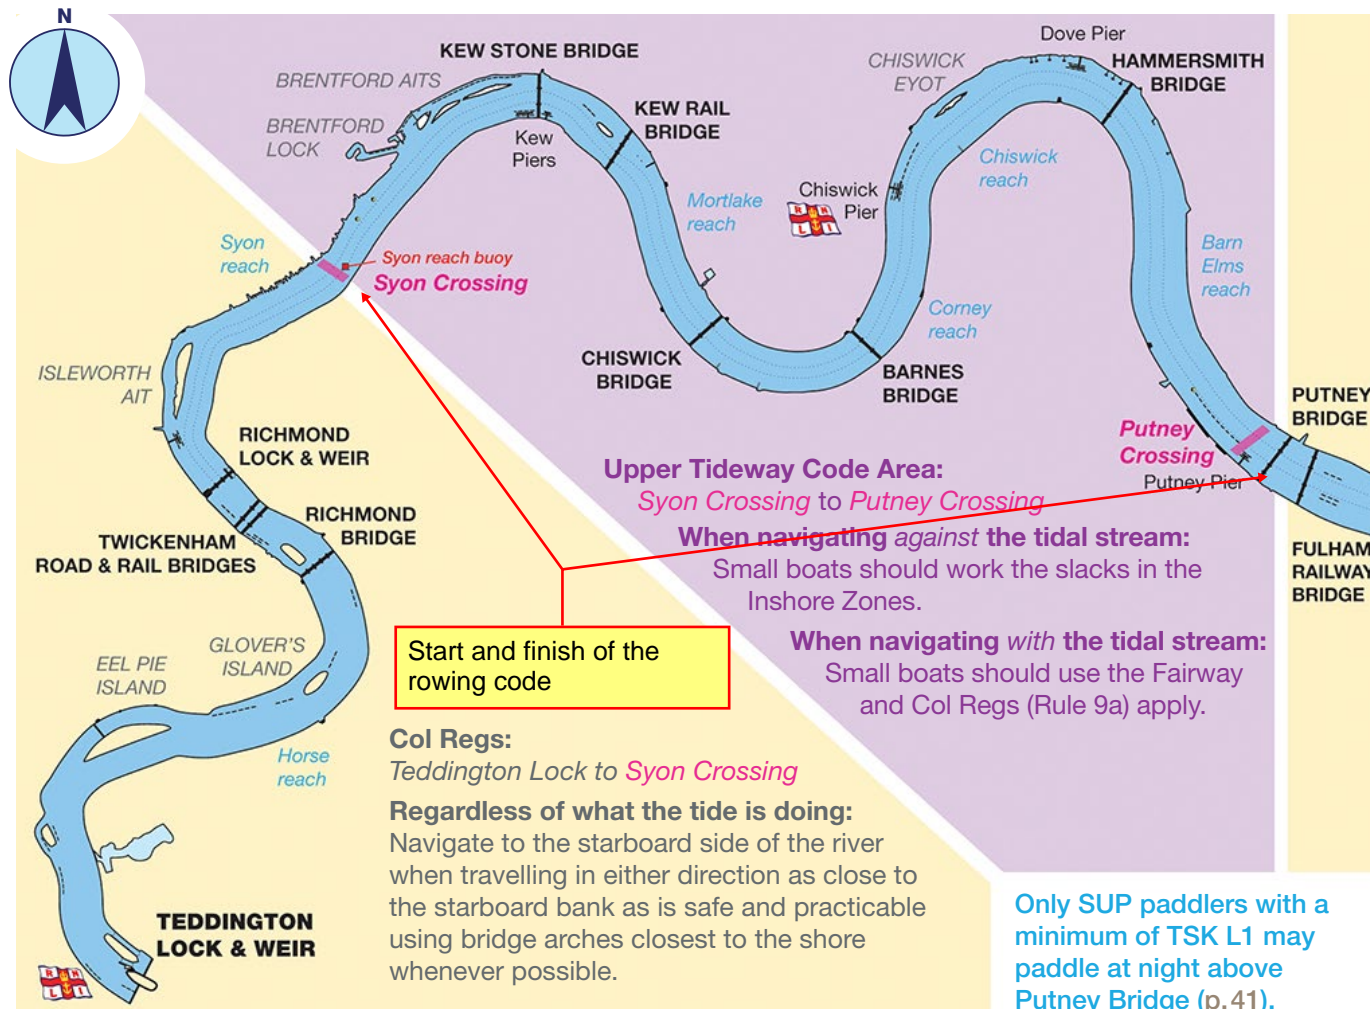 N
KEW STONE BRIDGE
BRENTFORD AITS
BRENTFORD
LOCK
Kew
Piers
KEW RAIL
BRIDGE
Mortlake
reach
CHISWICK
EYOT
Dove Pier
HAMMERSMITH
BRIDGE
Chiswick
reach
Chiswick
Pier
R N
L I
Syon
reach
Syon reach buoy
Syon Crossing
Barn
Elms
reach
Corney
reach
CHISWICK
BRIDGE
BARNES
BRIDGE
ISLEWORTH
AIT
PUTNEY
BRIDGE
Putney
Crossing
Putney Pier
RICHMOND
LOCK & WEIR
RICHMOND
BRIDGE
TWICKENHAM
ROAD & RAIL BRIDGES
FULHAM
RAILWAY
BRIDGE
Upper Tideway Code Area:
Syon Crossing to Putney Crossing
When navigating against the tidal stream:
Small boats should work the slacks in the
Inshore Zones.
When navigating with the tidal stream:
Small boats should use the Fairway
and Col Regs (Rule 9a) apply.
Start and finish of the
rowing code
GLOVER'S
ISLAND
EEL PIE
ISLAND
Horse
reach
Col Regs:
Teddington Lock to Syon Crossing
Regardless of what the tide is doing:
Navigate to the starboard side of the river
when travelling in either direction as close to
the starboard bank as is safe and practicable
using bridge arches closest to the shore
whenever possible.
TEDDINGTON
LOCK & WEIR
R N
L I
Only SUP paddlers with a
minimum of TSK L1 may
paddle at night above
Putney Bridge (p.41).